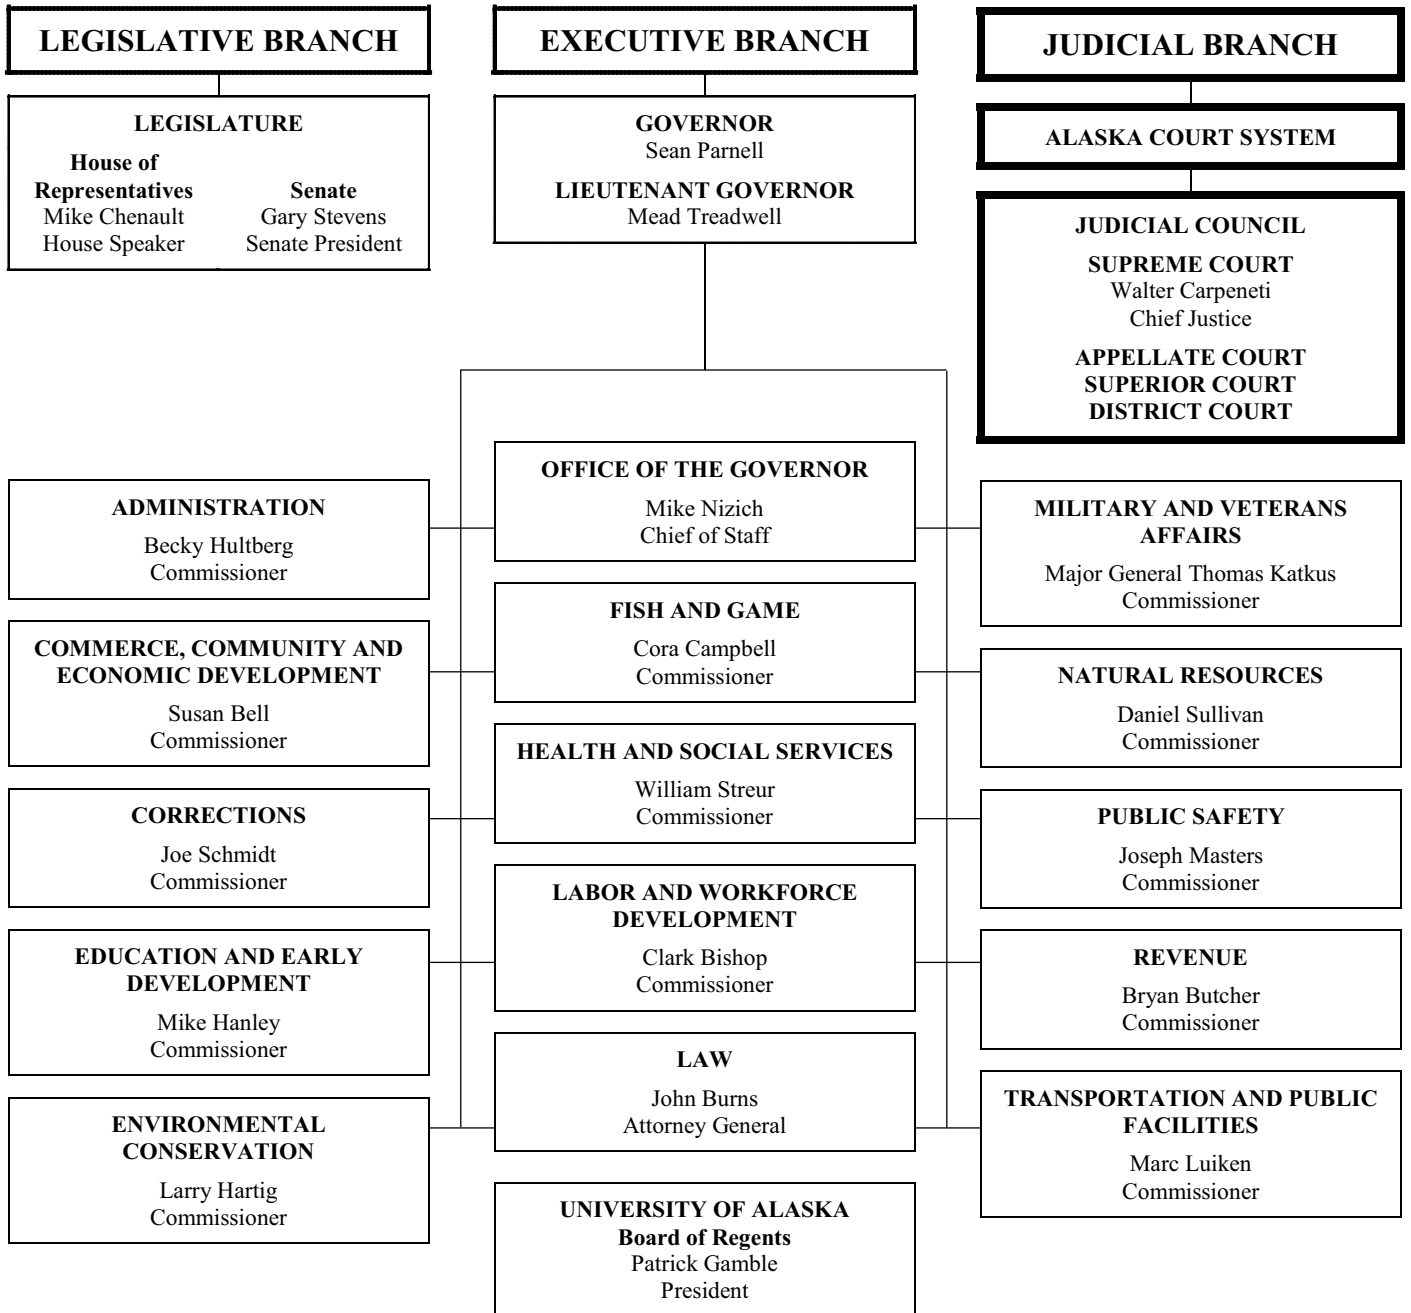 LEGISLATIVE BRANCH
LEGISLATURE
House of
Representatives
Mike Chenault
House Speaker
Senate
Gary Stevens
Senate President
EXECUTIVE BRANCH
GOVERNOR
Sean Parnell
LIEUTENANT GOVERNOR
Mead Treadwell
JUDICIAL BRANCH
ALASKA COURT SYSTEM
JUDICIAL COUNCIL
SUPREME COURT
Walter Carpeneti
Chief Justice
APPELLATE COURT
SUPERIOR COURT
DISTRICT COURT
ADMINISTRATION
Becky Hultberg
Commissioner
COMMERCE, COMMUNITY AND
ECONOMIC DEVELOPMENT
Susan Bell
Commissioner
CORRECTIONS
Joe Schmidt
Commissioner
EDUCATION AND EARLY
DEVELOPMENT
Mike Hanley
Commissioner
ENVIRONMENTAL
CONSERVATION
Larry Hartig
Commissioner
OFFICE OF THE GOVERNOR
Mike Nizich
Chief of Staff
FISH AND GAME
Cora Campbell
Commissioner
HEALTH AND SOCIAL SERVICES
William Streur
Commissioner
LABOR AND WORKFORCE
DEVELOPMENT
Clark Bishop
Commissioner
LAW
John Burns
Attorney General
UNIVERSITY OF ALASKA
Board of Regents
Patrick Gamble
President
MILITARY AND VETERANS
AFFAIRS
Major General Thomas Katkus
Commissioner
NATURAL RESOURCES
Daniel Sullivan
Commissioner
PUBLIC SAFETY
Joseph Masters
Commissioner
REVENUE
Bryan Butcher
Commissioner
TRANSPORTATION AND PUBLIC
FACILITIES
Marc Luiken
Commissioner